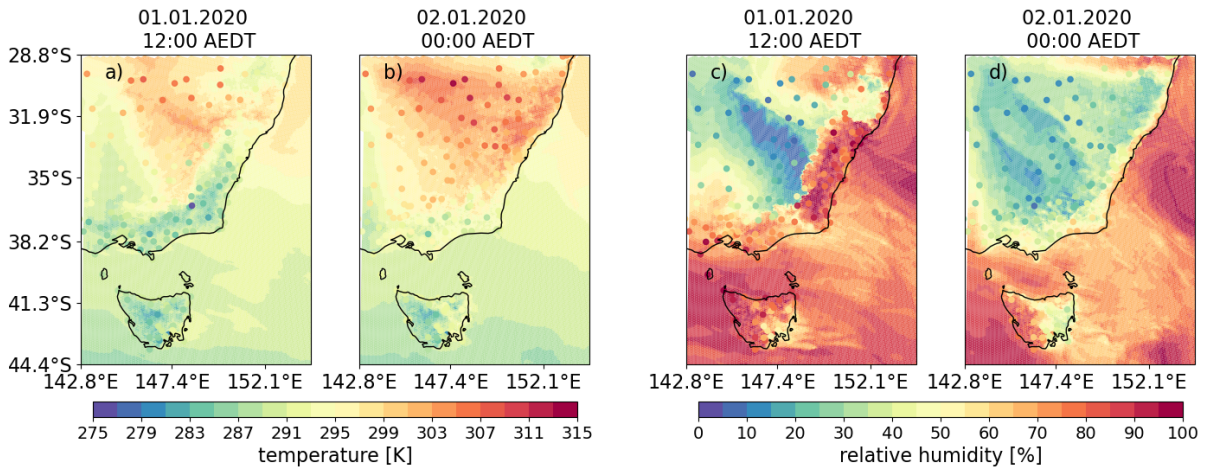 01.01.2020
12:00 AEDT
02.01.2020
00:00 AEDT
01.01.2020
12:00 AEDT
02.01.2020
00:00 AEDT
28.8°S
31.9°S
35°S
38.2°S
41.3°S
44.4°S
a)
b)
c)
d)
142.8°E 147.4°E 152.1°E
142.8°E 147.4°E 152.1°E
142.8°E 147.4°E 152.1°E
142.8°E 147.4°E 152.1°E
275 279 283 287 291 295 299 303 307 311 315
temperature [K]
0 10 20 30 40 50 60 70 80 90 100
relative humidity [%]